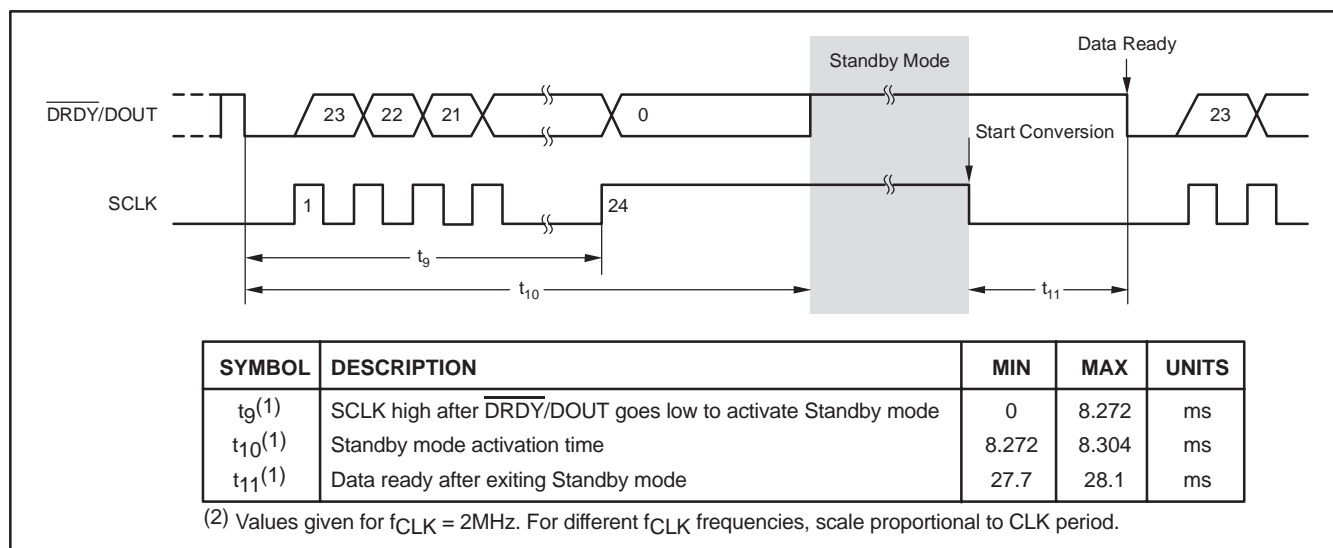 Data Ready
Standby Mode
DRDY/DOUT
23
22
21
0
23
Start Conversion
SCLK
1
24
t9
t10
t11
SYMBOL DESCRIPTION MIN MAX UNITS
t9(1) SCLK high after DRDY/DOUT goes low to activate Standby mode 0 8.272 ms
t10(1) Standby mode activation time 8.272 8.304 ms
t11(1) Data ready after exiting Standby mode 27.7 28.1 ms
(2) Values given for fCLK = 2MHz. For different fCLK frequencies, scale proportional to CLK period.